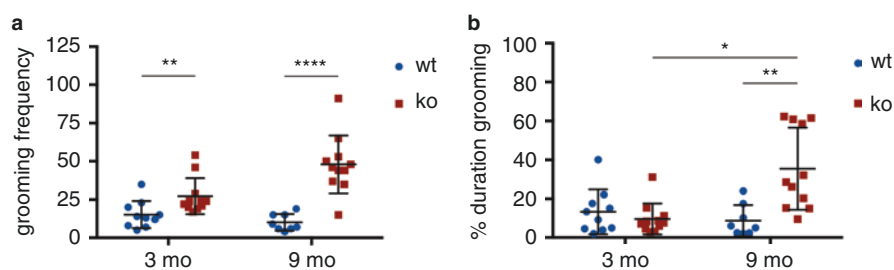 a
grooming frequency
125
100
75
50
25
0
**
****
3 mo
9 mo
wt
ko
b
% duration grooming
100
80
60
40
20
0
*
**
3 mo
9 mo
wt
ko